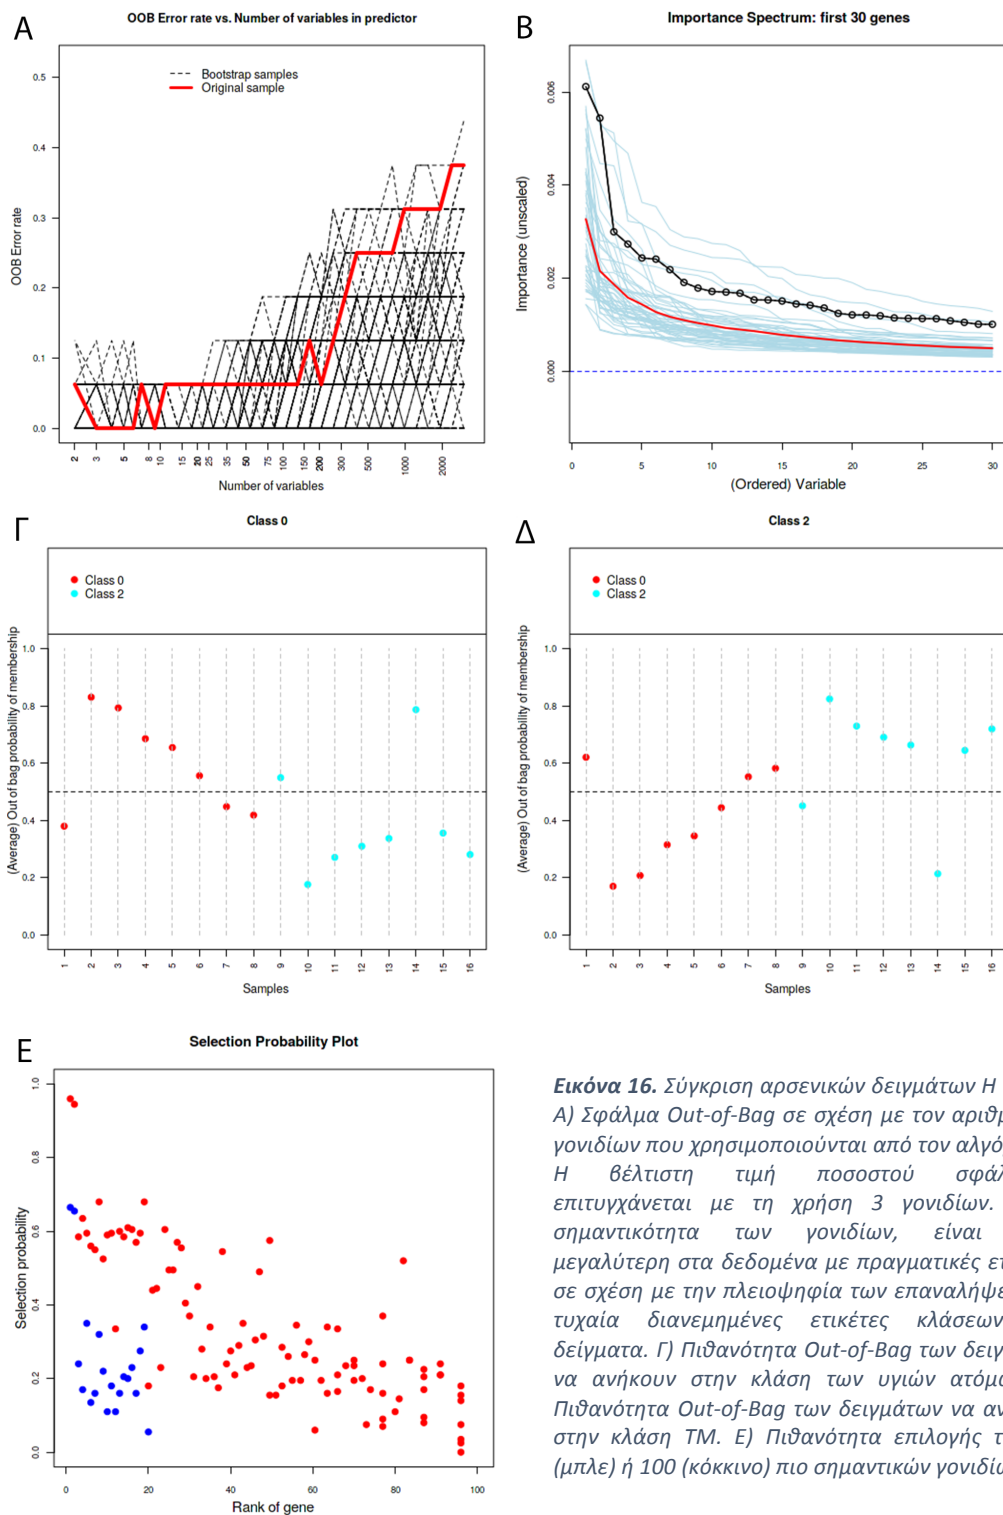 A
OOB Error rate vs. Number of variables in predictor
Bootstrap samples
Original sample
OOB Error rate
0.0
0.1
0.2
0.3
0.4
0.5
2 3 5 8 10 15 20 25 35 50 75 100 150 200 300 500 1000 2000
Number of variables
B
Importance Spectrum: first 30 genes
Importance (unscaled)
0.000
0.002
0.004
0.006
0 5 10 15 20 25 30
(Ordered) Variable
Γ
Class 0
Class 0
Class 2
(Average) Out of bag probability of membership
0.0
0.2
0.4
0.6
0.8
1.0
1 2 3 4 5 6 7 8 9 10 11 12 13 14 15 16
Samples
Δ
Class 2
Class 0
Class 2
(Average) Out of bag probability of membership
0.0
0.2
0.4
0.6
0.8
1.0
1 2 3 4 5 6 7 8 9 10 11 12 13 14 15 16
Samples
E
Selection Probability Plot
Selection probability
0.0
0.2
0.4
0.6
0.8
1.0
0 20 40 60 80 100
Rank of gene
Εικόνα 16. Σύγκριση αρσενικών δειγμάτων Η
Α) Σφάλμα Out-of-Bag σε σχέση με τον αριθμ
γονιδίων που χρησιμοποιούνται από τον αλγό
Η βέλτιστη τιμή ποσοστού σφάλ
επιτυγχάνεται με τη χρήση 3 γονιδίων.
σημαντικότητα των γονιδίων, είναι
μεγαλύτερη στα δεδομένα με πραγματικές ετ
σε σχέση με την πλειοψηφία των επαναλήψε
τυχαία διανεμημένες ετικέτες κλάσεων
δείγματα. Γ) Πιθανότητα Out-of-Bag των δειγ
να ανήκουν στην κλάση των υγιών ατόμα
Πιθανότητα Out-of-Bag των δειγμάτων να αν
στην κλάση ΤΜ. Ε) Πιθανότητα επιλογής τ
(μπλε) ή 100 (κόκκινο) πιο σημαντικών γονιδίω